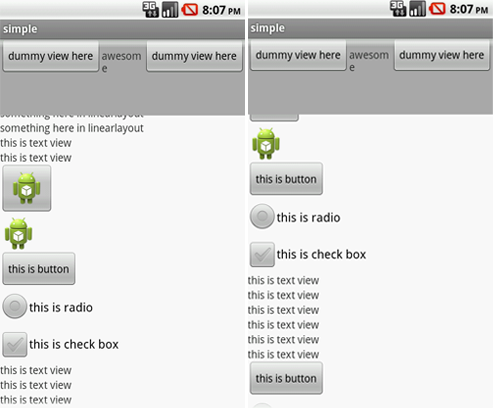 3G
8:07 PM
simple
dummy view here
awesom
e
dummy view here
something here in linearlayout
something here in linearlayout
this is text view
this is text view
this is button
this is radio
this is check box
this is text view
this is text view
this is text view
3G
8:07 PM
simple
dummy view here
awesom
e
dummy view here
this is button
this is radio
this is check box
this is text view
this is text view
this is text view
this is text view
this is text view
this is text view
this is button